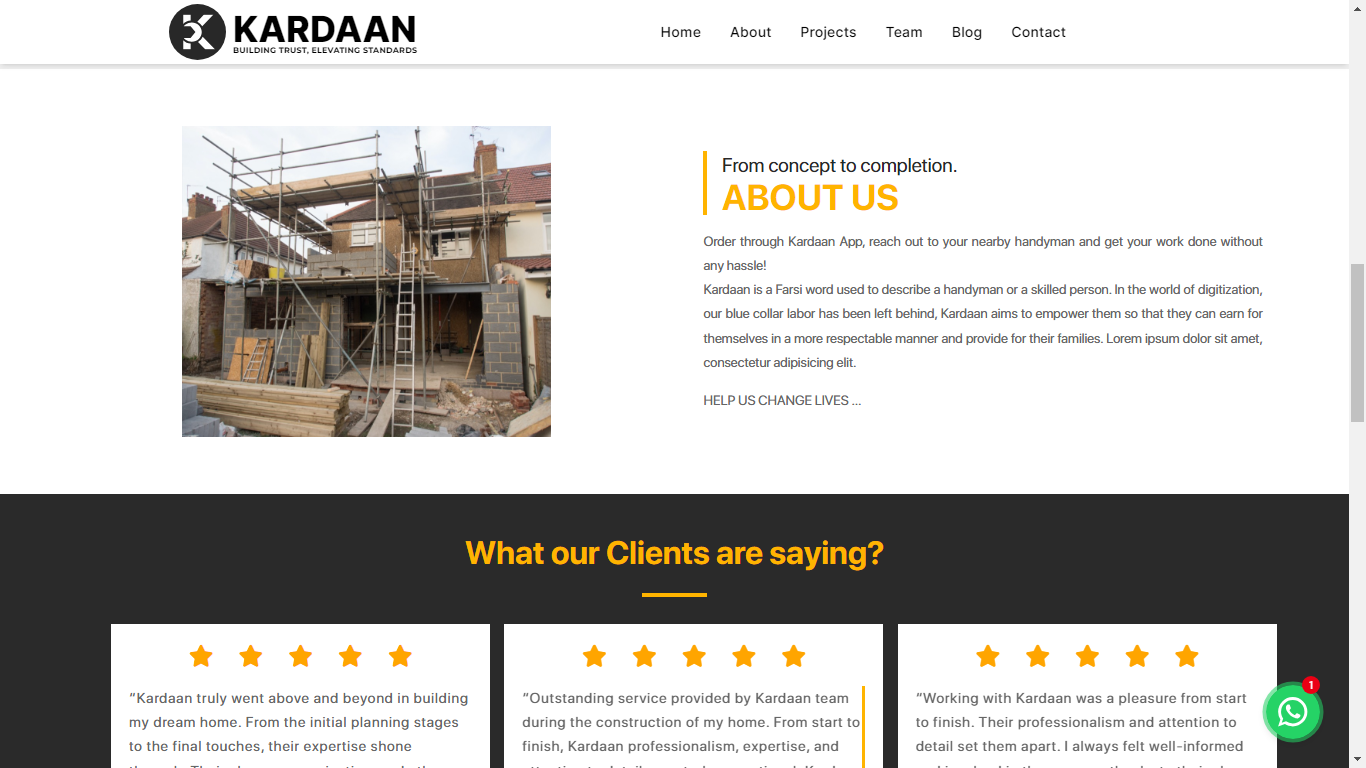 KARDAAN
BUILDING TRUST, ELEVATING STANDARDS
Home About Projects Team Blog Contact
From concept to completion.
ABOUT US
Order through Kardaan App, reach out to your nearby handyman and get your work done without
any hassle!
Kardaan is a Farsi word used to describe a handyman or a skilled person. In the world of digitization,
our blue collar labor has been left behind, Kardaan aims to empower them so that they can earn for
themselves in a more respectable manner and provide for their families. Lorem ipsum dolor sit amet,
consectetur adipisicing elit.
HELP US CHANGE LIVES ...
What our Clients are saying?
“Kardaan truly went above and beyond in building
my dream home. From the initial planning stages
to the final touches, their expertise shone
“Outstanding service provided by Kardaan team
during the construction of my home. From start to
finish, Kardaan professionalism, expertise, and
“Working with Kardaan was a pleasure from start
to finish. Their professionalism and attention to
detail set them apart. I always felt well-informed
1